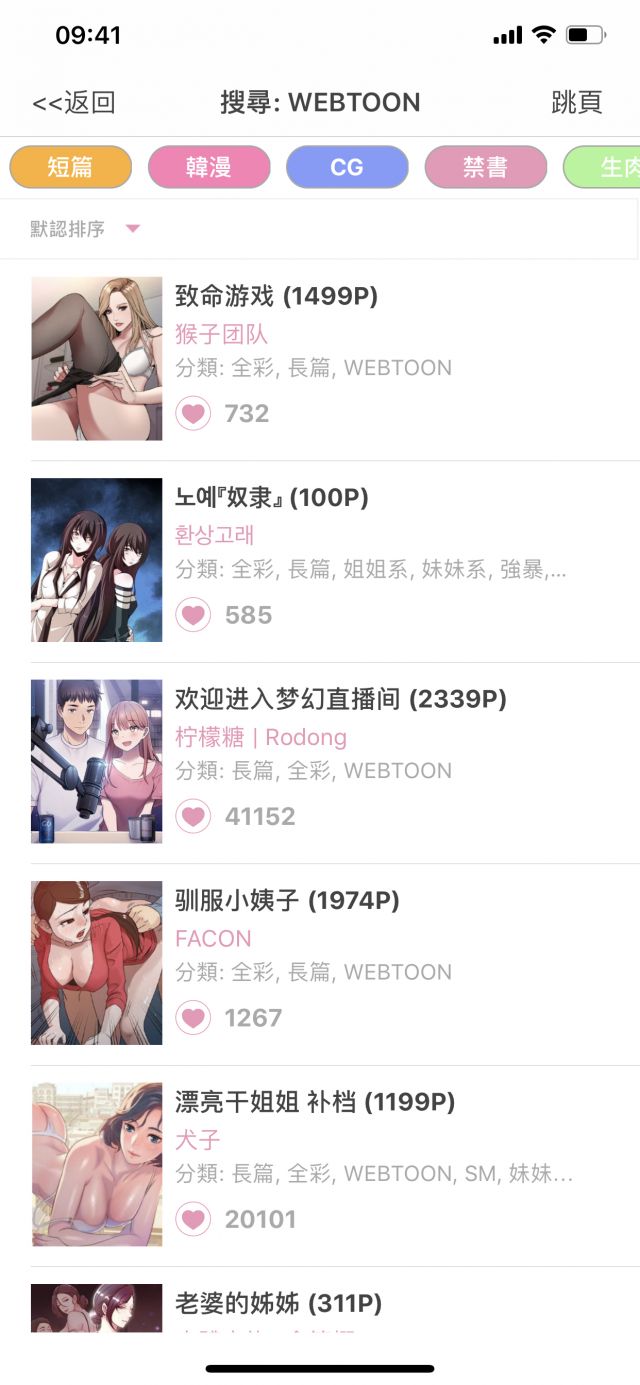 09:41
<<返回
搜尋: WEBTOON
跳頁
短篇
韓漫
CG
禁書
生肉
默認排序
致命游戏 (1499P)
猴子团队
分類: 全彩, 長篇, WEBTOON
732
노예『奴隶』(100P)
환상고래
分類: 全彩, 長篇, 姐姐系, 妹妹系, 強暴,...
585
欢迎进入梦幻直播间 (2339P)
柠檬糖 | Rodong
分類: 長篇, 全彩, WEBTOON
41152
驯服小姨子 (1974P)
FACON
分類: 全彩, 長篇, WEBTOON
1267
漂亮干姐姐 补档 (1199P)
犬子
分類: 長篇, 全彩, WEBTOON, SM, 妹妹...
20101
老婆的姊姊 (311P)